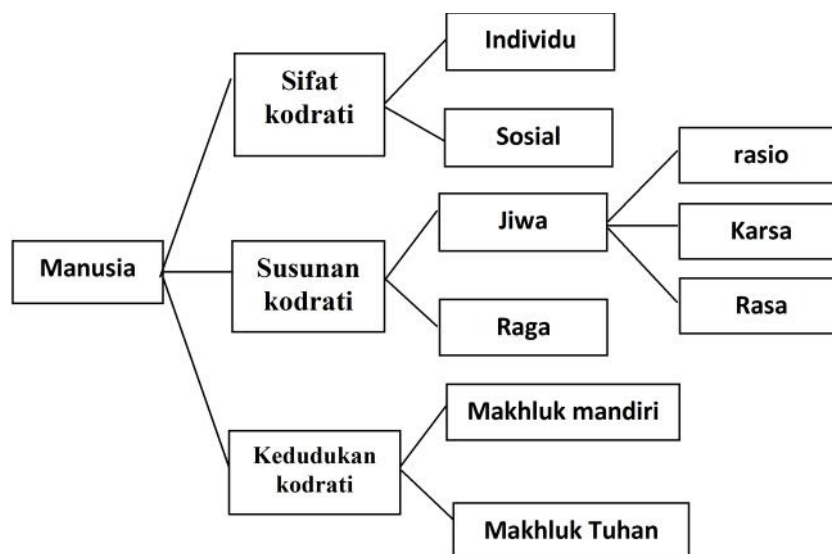 Individu
Sifat
kodrati
Sosial
rasio
Jiwa
Karsa
Manusia
Susunan
kodrati
Rasa
Raga
Makhluk mandiri
Kedudukan
kodrati
Makhluk Tuhan